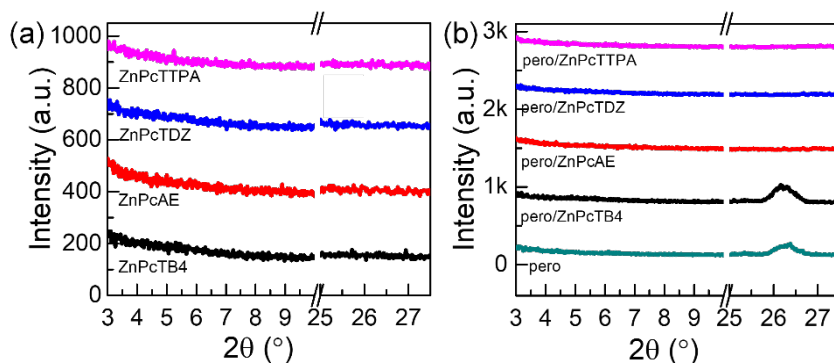 (a)
1000
800
600
400
200
0
Intensity (a.u.)
ZnPcTTPA
ZnPcTDZ
ZnPcAE
ZnPcTB4
3 4 5 6 7 8 9 25 26 27
2θ (°)
(b)
3k
2k
1k
0
Intensity (a.u.)
pero/ZnPcTTPA
pero/ZnPcTDZ
pero/ZnPcAE
pero/ZnPcTB4
pero
3 4 5 6 7 8 9 25 26 27
2θ (°)